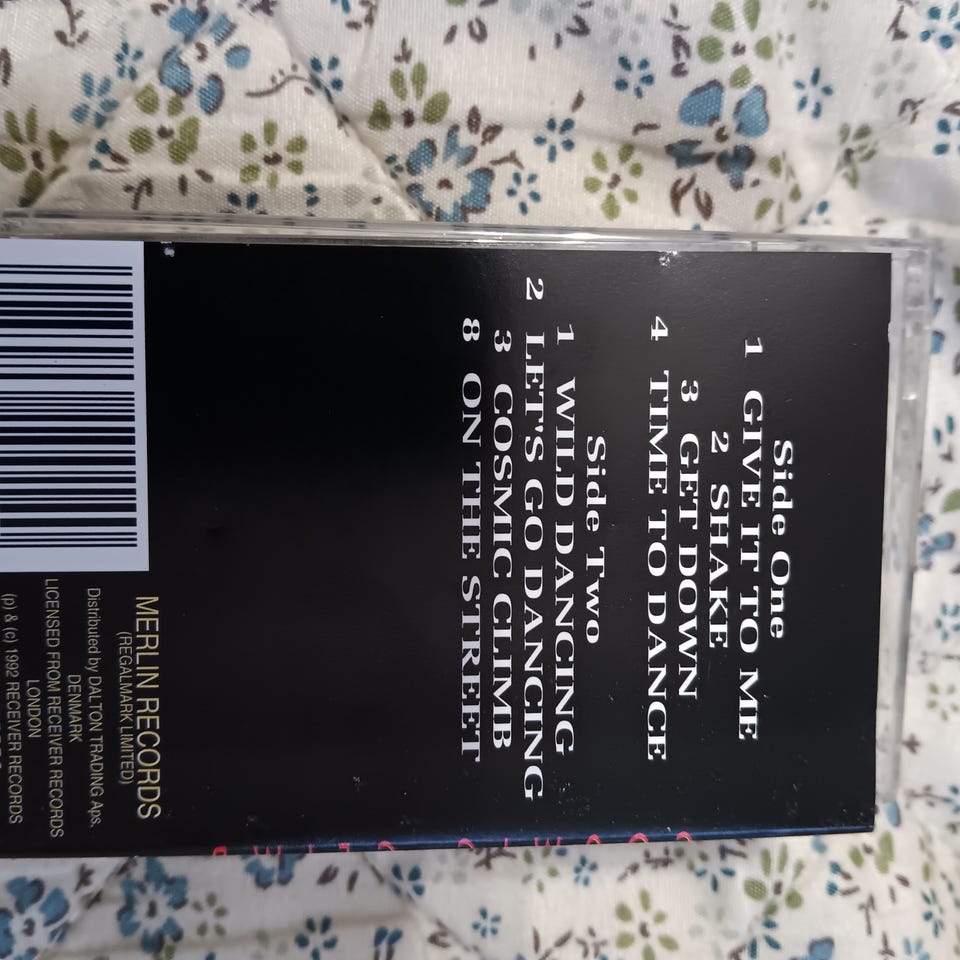 Side One
1 GIVE IT TO ME
2 SHAKE
3 GET DOWN
4 TIME TO DANCE
Side Two
1 WILD DANCING
2 LET'S GO DANCING
3 COSMIC CLIMB
8 ON THE STREET
MERLIN RECORDS
(REGALMARK LIMITED)
Distributed by DALTON TRADING Aps.
DENMARK
LICENSED FROM RECEIVER RECORDS
LONDON
(p) & (c) 1992 RECEIVER RECORDS